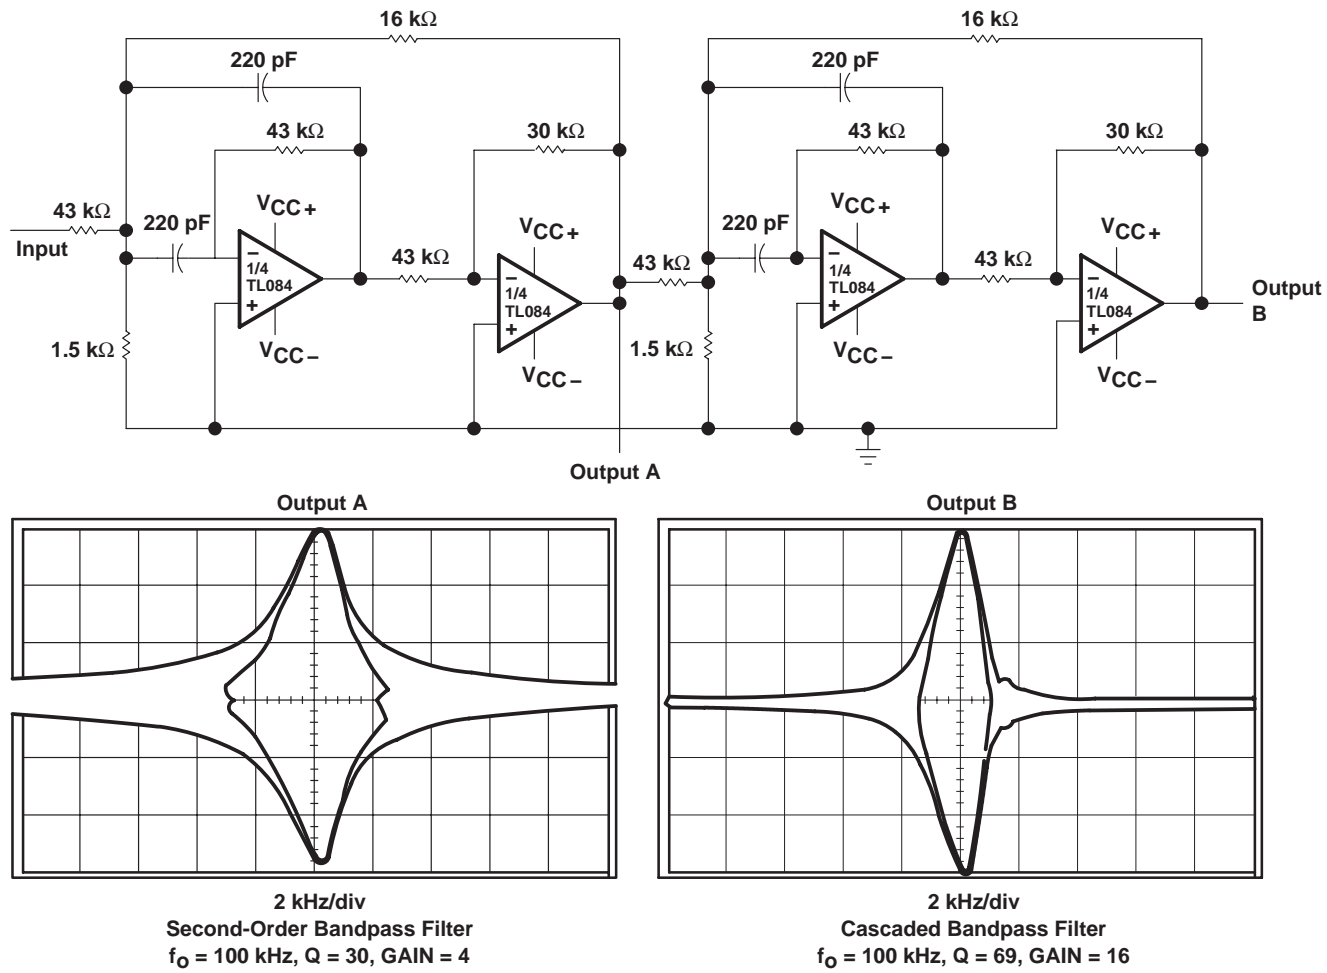 16 kΩ
16 kΩ
220 pF
220 pF
43 kΩ
30 kΩ
43 kΩ
30 kΩ
43 kΩ
Input
220 pF
VCC+
VCC+
220 pF
VCC+
VCC+
–
1/4
TL084
+
43 kΩ
–
1/4
TL084
+
43 kΩ
–
1/4
TL084
+
43 kΩ
–
1/4
TL084
+
Output
B
1.5 kΩ
VCC–
VCC–
1.5 kΩ
VCC–
VCC–
Output A
Output A
Output B
2 kHz/div
Second-Order Bandpass Filter
fo = 100 kHz, Q = 30, GAIN = 4
2 kHz/div
Cascaded Bandpass Filter
fo = 100 kHz, Q = 69, GAIN = 16